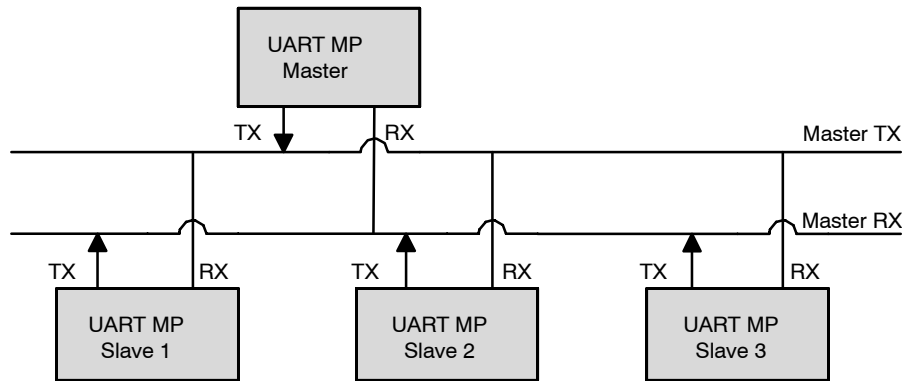 UART MP
Master
TX RX
Master TX
Master RX
TX RX TX RX TX RX
UART MP UART MP UART MP
Slave 1 Slave 2 Slave 3